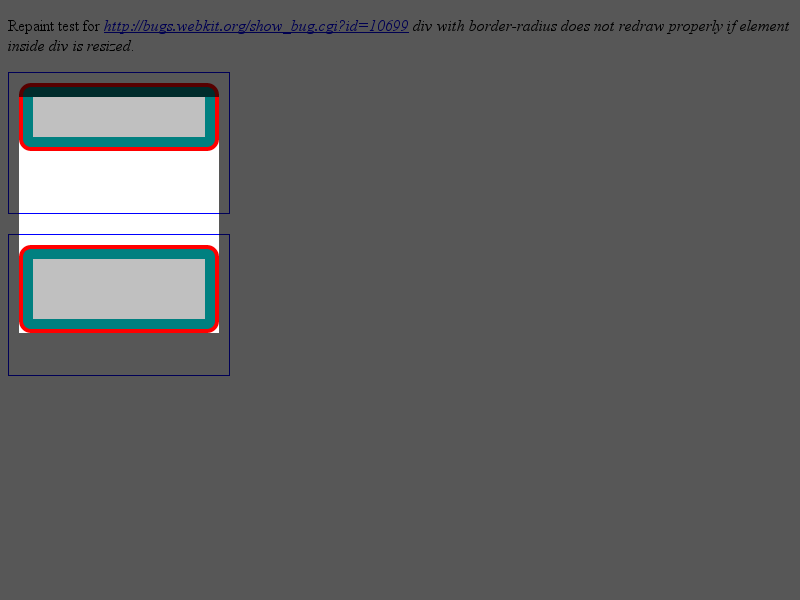 Repaint test for http://bugs.webkit.org/show_bug.cgi?id=10699 div with border-radius does not redraw properly if element
inside div is resized.